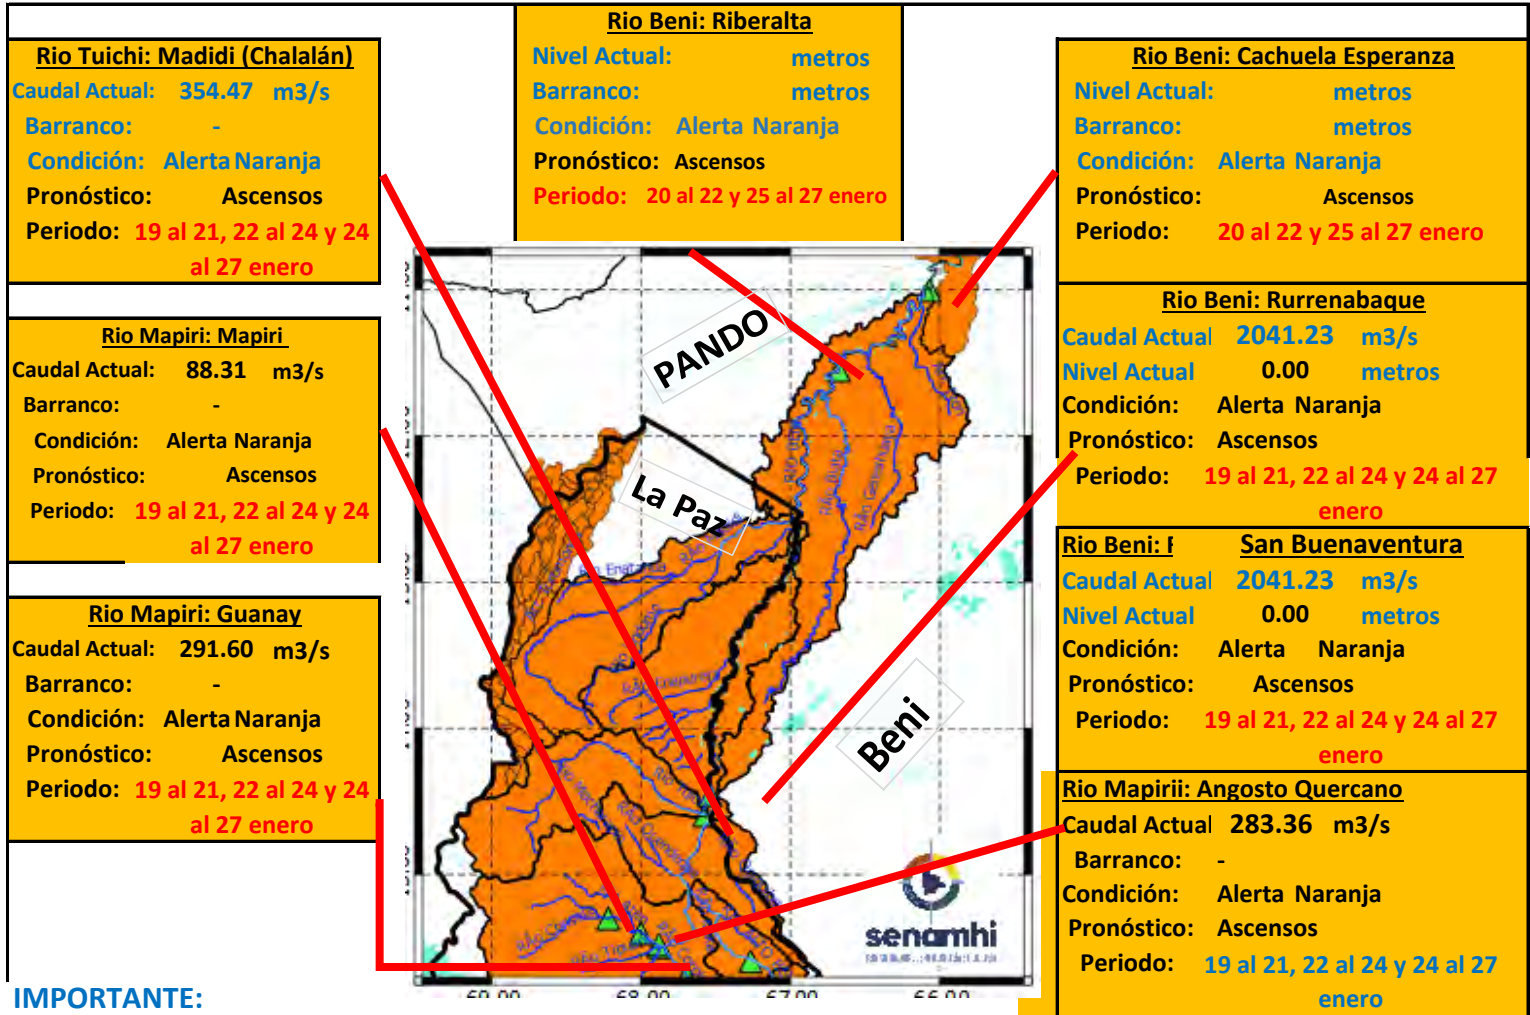 Rio Tuichi: Madidi (Chalalán)
Caudal Actual: 354.47 m3/s
Barranco: -
Condición: Alerta Naranja
Pronóstico: Ascensos
Periodo: 19 al 21, 22 al 24 y 24
al 27 enero
Rio Mapiri: Mapiri
Caudal Actual: 88.31 m3/s
Barranco: -
Condición: Alerta Naranja
Pronóstico: Ascensos
Periodo: 19 al 21, 22 al 24 y 24
al 27 enero
Rio Mapiri: Guanay
Caudal Actual: 291.60 m3/s
Barranco: -
Condición: Alerta Naranja
Pronóstico: Ascensos
Periodo: 19 al 21, 22 al 24 y 24
al 27 enero
IMPORTANTE:
Rio Beni: Riberalta
Nivel Actual: metros
Barranco: metros
Condición: Alerta Naranja
Pronóstico: Ascensos
Periodo: 20 al 22 y 25 al 27 enero
PANDO
La Paz
Beni
senamhi
69.00 68.00 67.00 66.00
Rio Beni: Cachuela Esperanza
Nivel Actual: metros
Barranco: metros
Condición: Alerta Naranja
Pronóstico: Ascensos
Periodo: 20 al 22 y 25 al 27 enero
Rio Beni: Rurrenabaque
Caudal Actual 2041.23 m3/s
Nivel Actual 0.00 metros
Condición: Alerta Naranja
Pronóstico: Ascensos
Periodo: 19 al 21, 22 al 24 y 24 al 27
enero
Rio Beni: San Buenaventura
Caudal Actual 2041.23 m3/s
Nivel Actual 0.00 metros
Condición: Alerta Naranja
Pronóstico: Ascensos
Periodo: 19 al 21, 22 al 24 y 24 al 27
enero
Rio Mapirii: Angosto Quercano
Caudal Actual 283.36 m3/s
Barranco: -
Condición: Alerta Naranja
Pronóstico: Ascensos
Periodo: 19 al 21, 22 al 24 y 24 al 27
enero